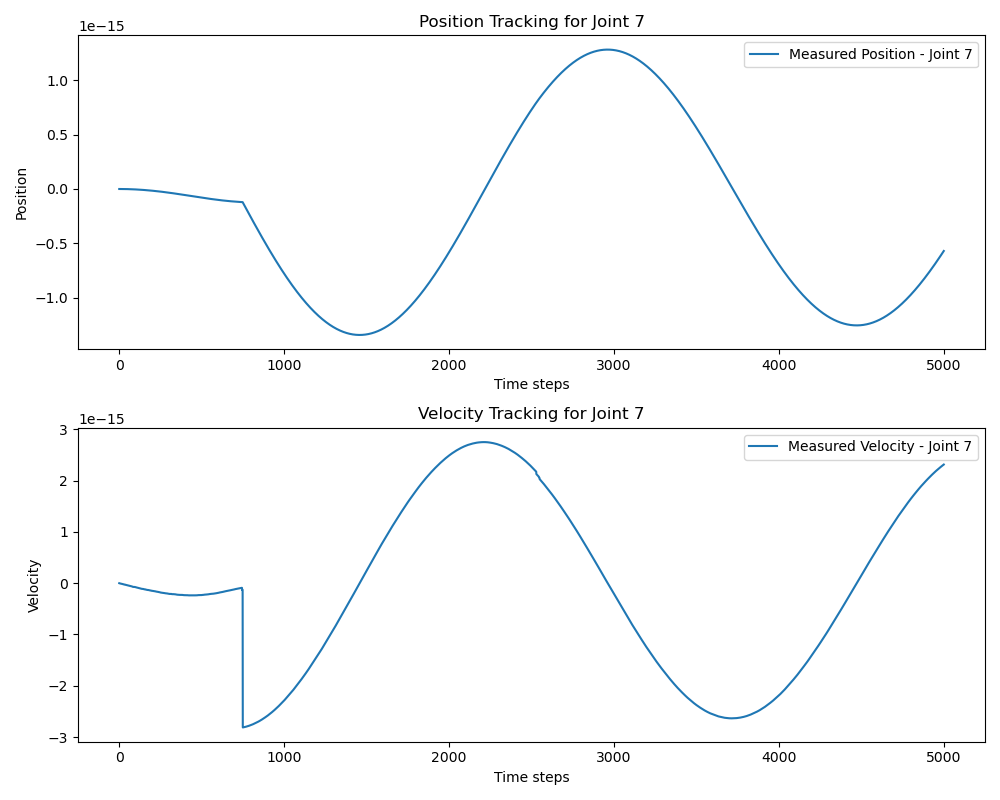 Position Tracking for Joint 7
1e−15
Measured Position - Joint 7
Position
1.0
0.5
0.0
−0.5
−1.0
0 1000 2000 3000 4000 5000
Time steps
Velocity Tracking for Joint 7
1e−15
Measured Velocity - Joint 7
Velocity
3
2
1
0
−1
−2
−3
0 1000 2000 3000 4000 5000
Time steps